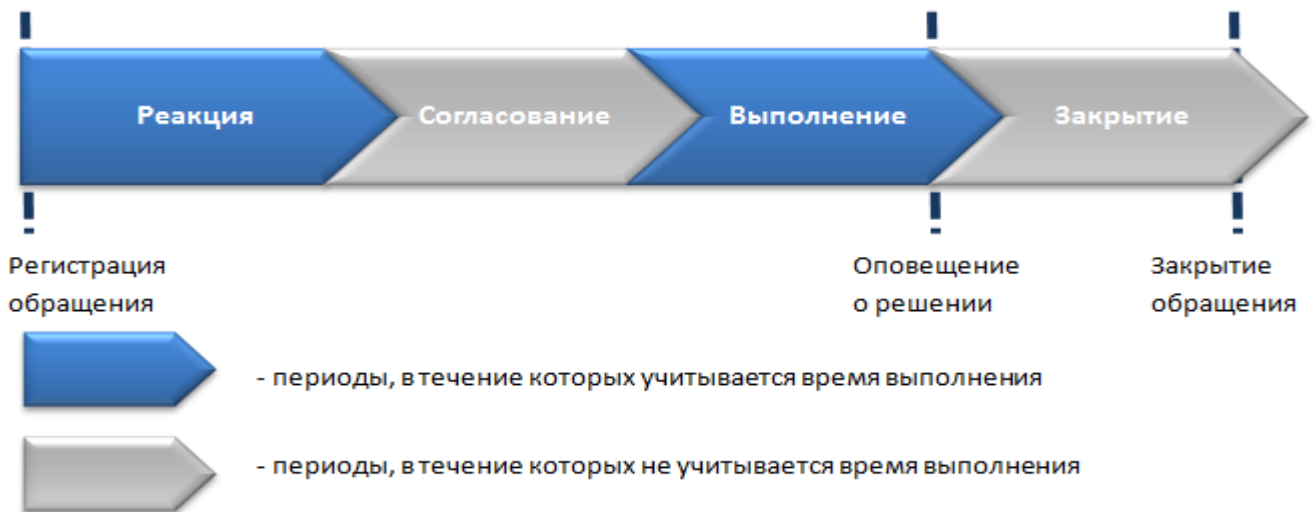 Реакция
Согласование
Выполнение
Закрытие
Регистрация
обращения
Оповещение
о решении
Закрытие
обращения
- периоды, в течение которых учитывается время выполнения
- периоды, в течение которых не учитывается время выполнения